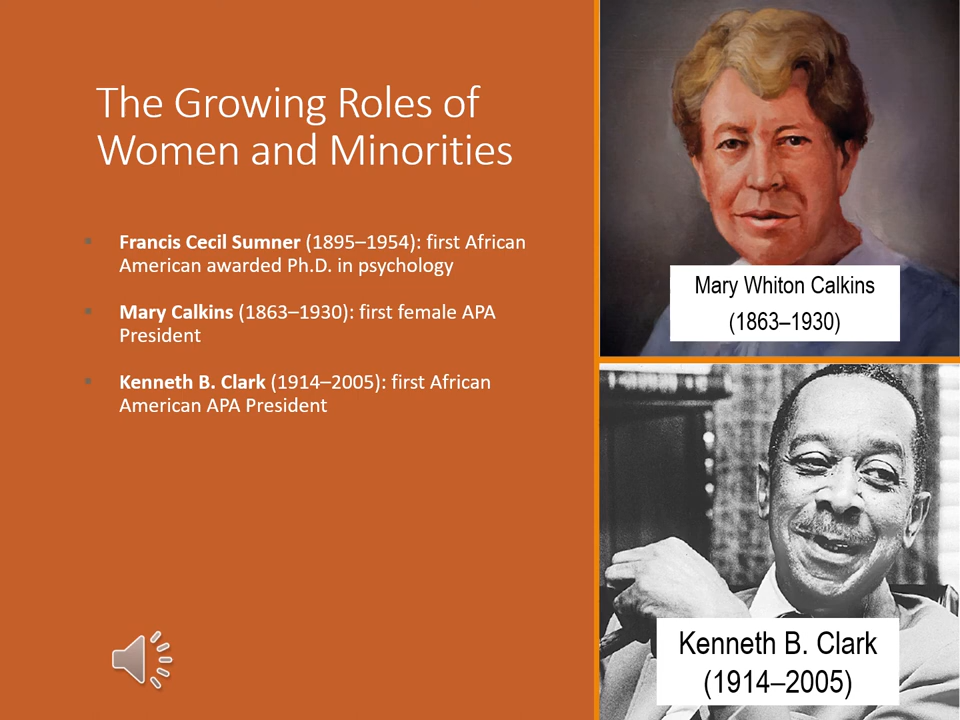 The Growing Roles of
Women and Minorities
▪ Francis Cecil Sumner (1895–1954): first African
American awarded Ph.D. in psychology
▪ Mary Calkins (1863–1930): first female APA
President
▪ Kenneth B. Clark (1914–2005): first African
American APA President
Mary Whiton Calkins
(1863–1930)
Kenneth B. Clark
(1914–2005)